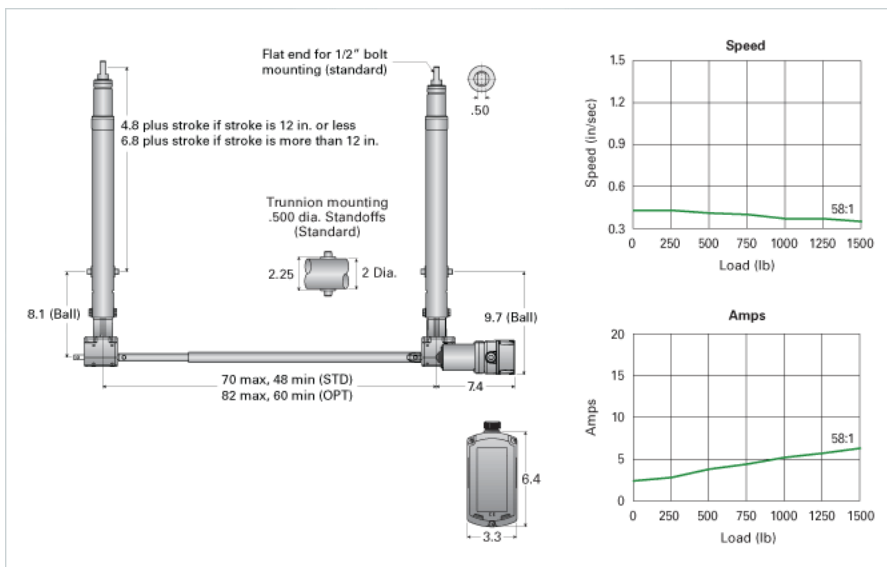 Flat end for 1/2" bolt
mounting (standard)
.50
4.8 plus stroke if stroke is 12 in. or less
6.8 plus stroke if stroke is more than 12 in.
Trunnion mounting
.500 dia. Standoffs
(Standard)
2.25
2 Dia.
8.1 (Ball)
9.7 (Ball)
70 max, 48 min (STD)
82 max, 60 min (OPT)
7.4
6.4
3.3
Speed
Speed (in/sec)
1.5
1.2
0.9
0.6
0.3
58:1
0 250 500 750 1000 1250 1500
Load (lb)
Amps
Amps
20
15
10
5
0
58:1
0 250 500 750 1000 1250 1500
Load (lb)